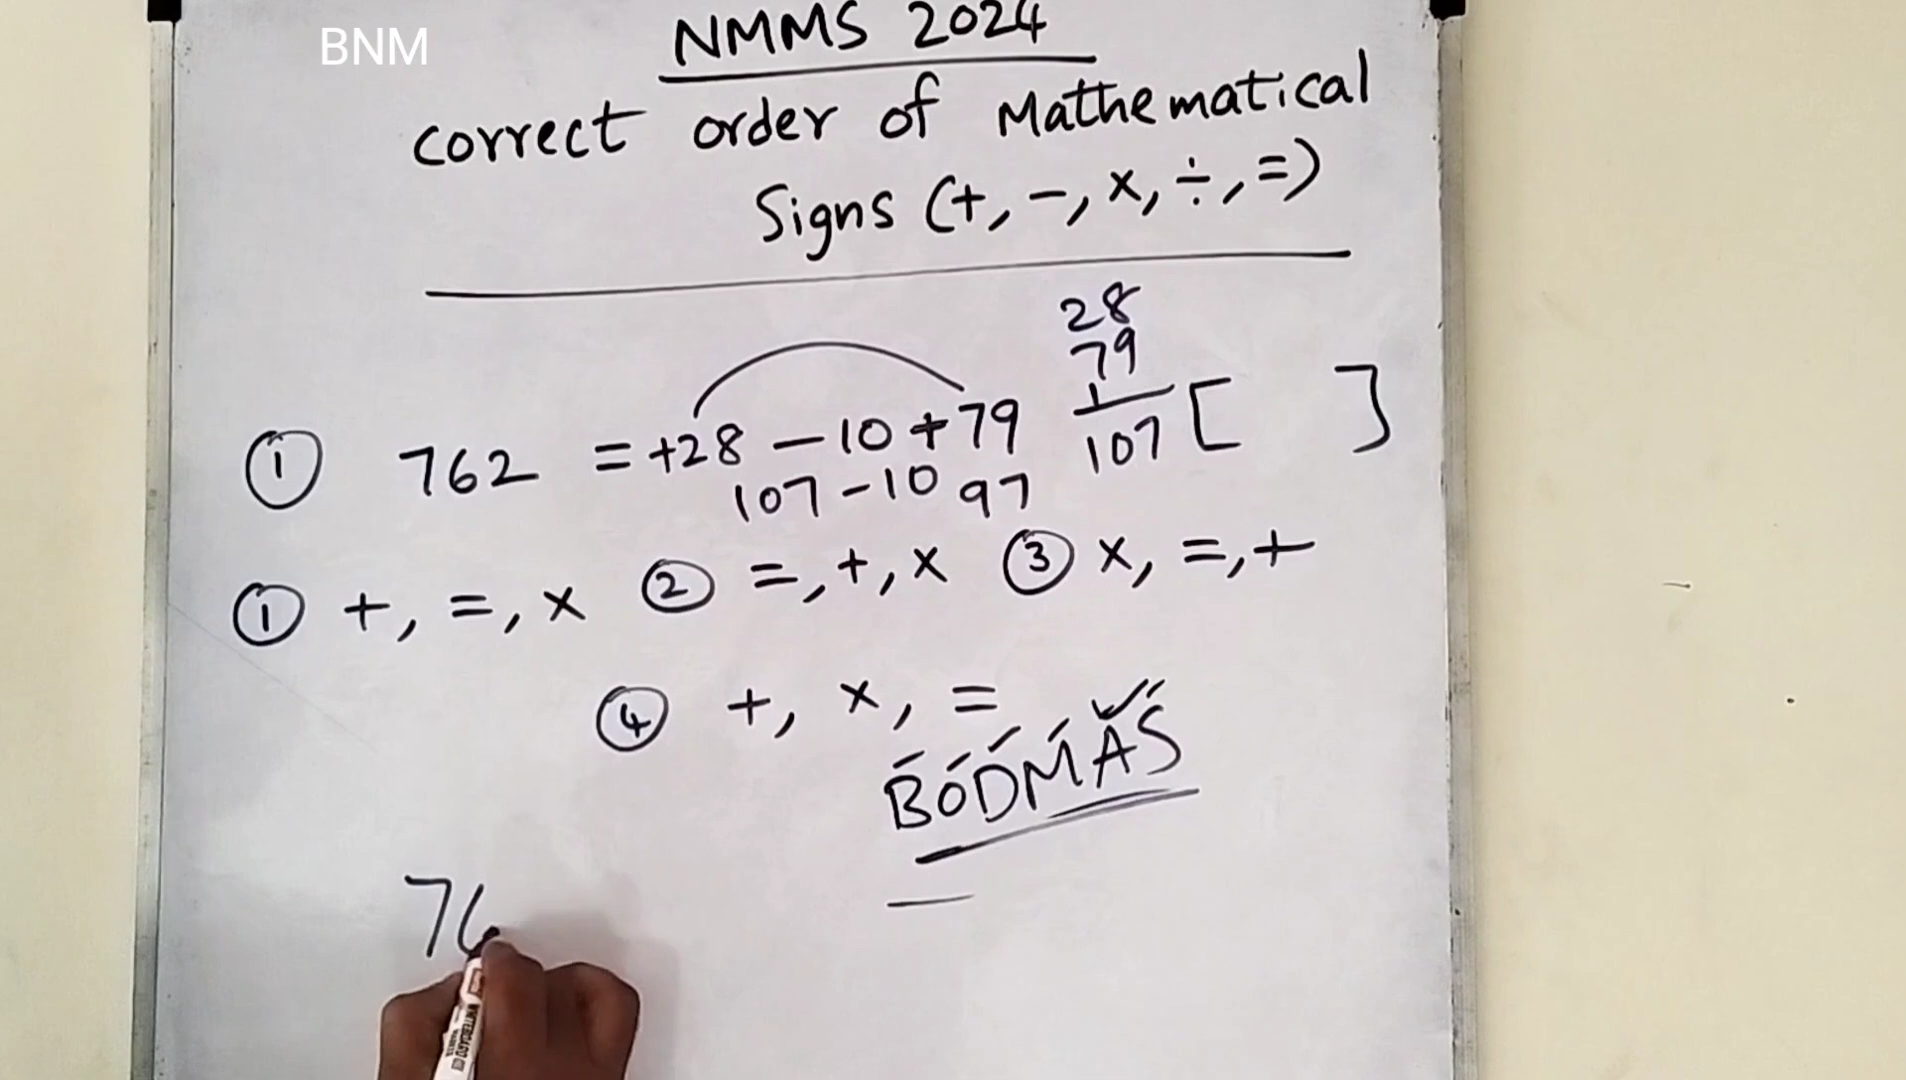 BNM
NMMS 2024
correct order of Mathematical
Signs (+, -, x, ÷, =)
28
79
1
107
① 762 = +28 - 10 + 79 [ ]
107 - 10 97
① +, =, x ② =, +, x ③ x, =, +
④ +, x, =
BODMAS
76